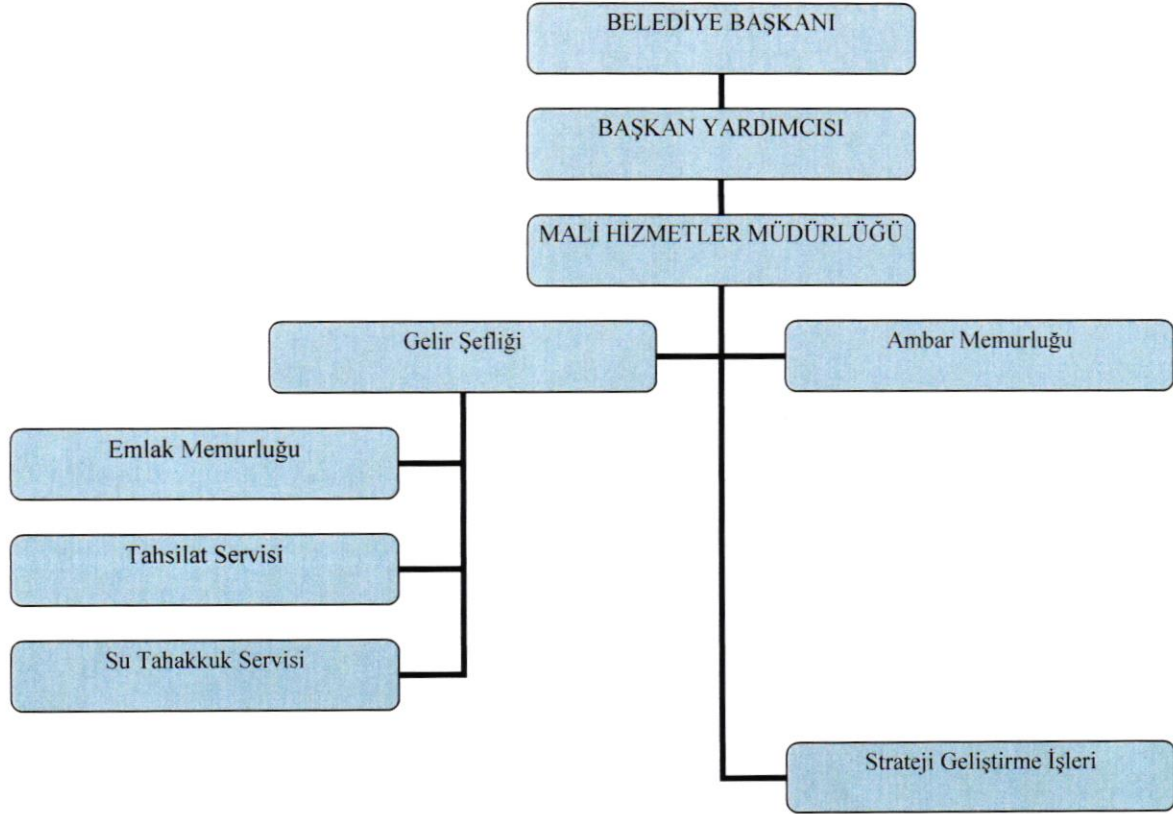 BELEDİYE BAŞKANI
BAŞKAN YARDIMCISI
MALİ HİZMETLER MÜDÜRLÜĞÜ
Gelir Şefliği
Ambar Memurluğu
Emlak Memurluğu
Tahsilat Servisi
Su Tahakkuk Servisi
Strateji Geliştirme İşleri